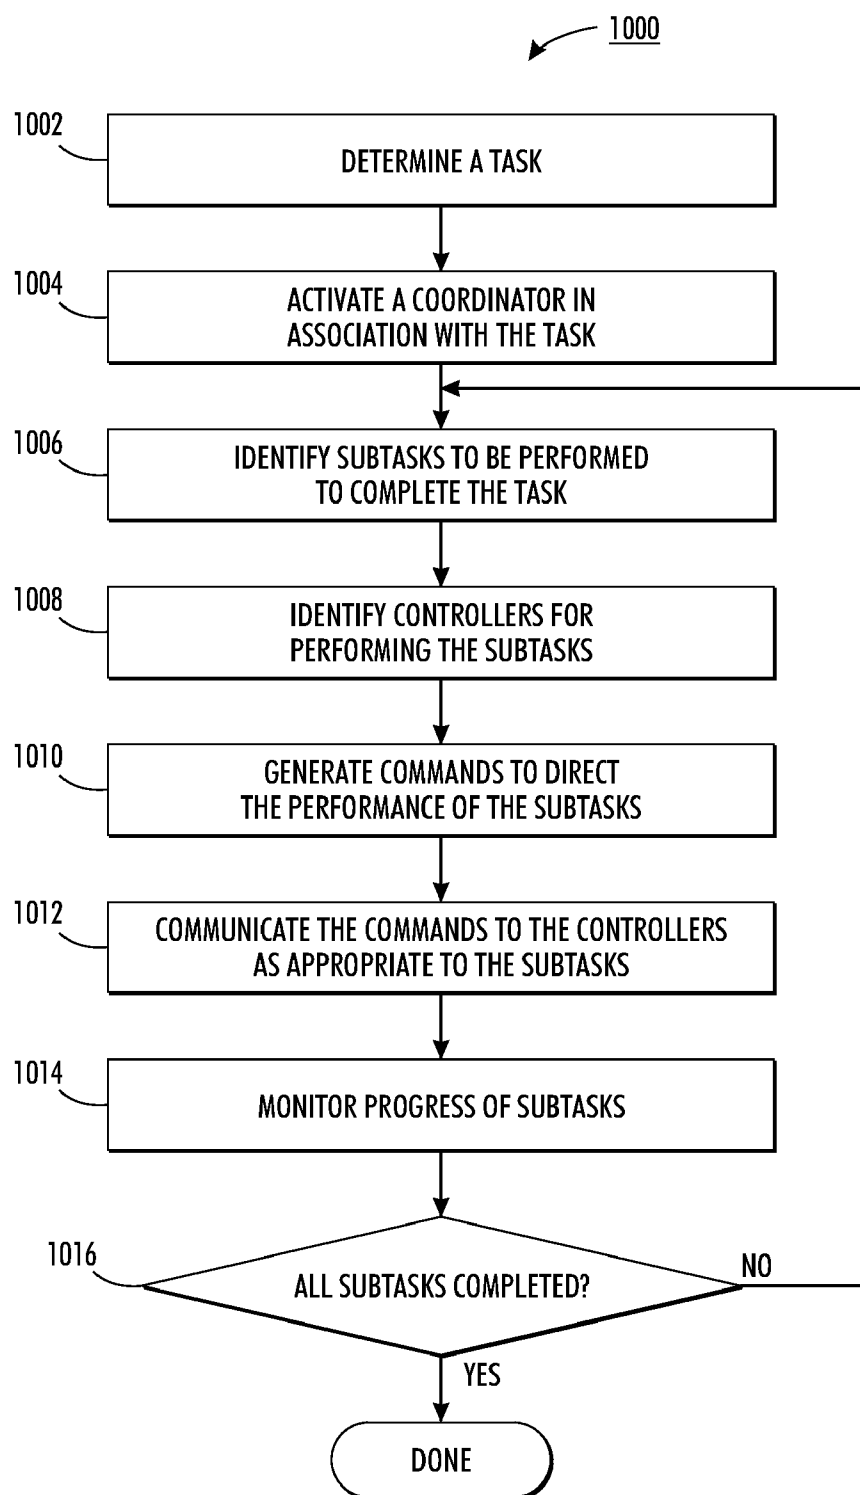 1000
1002
DETERMINE A TASK
1004
ACTIVATE A COORDINATOR IN
ASSOCIATION WITH THE TASK
1006
IDENTIFY SUBTASKS TO BE PERFORMED
TO COMPLETE THE TASK
1008
IDENTIFY CONTROLLERS FOR
PERFORMING THE SUBTASKS
1010
GENERATE COMMANDS TO DIRECT
THE PERFORMANCE OF THE SUBTASKS
1012
COMMUNICATE THE COMMANDS TO THE CONTROLLERS
AS APPROPRIATE TO THE SUBTASKS
1014
MONITOR PROGRESS OF SUBTASKS
1016
ALL SUBTASKS COMPLETED?
NO
YES
DONE